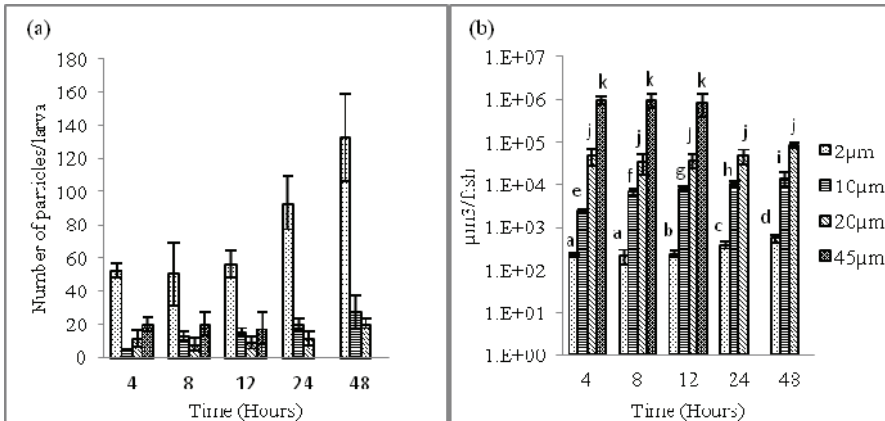 (a)
180
160
140
120
100
80
60
40
20
0
Number of particles/larva
4 8 12 24 48
Time (Hours)
(b)
1.E+07
1.E+06
1.E+05
1.E+04
1.E+03
1.E+02
1.E+01
1.E+00
µm3/fish
a e j k
a f j k
b g j k
c h j
d i j
4 8 12 24 48
Time (Hours)
2µm
10µm
20µm
45µm